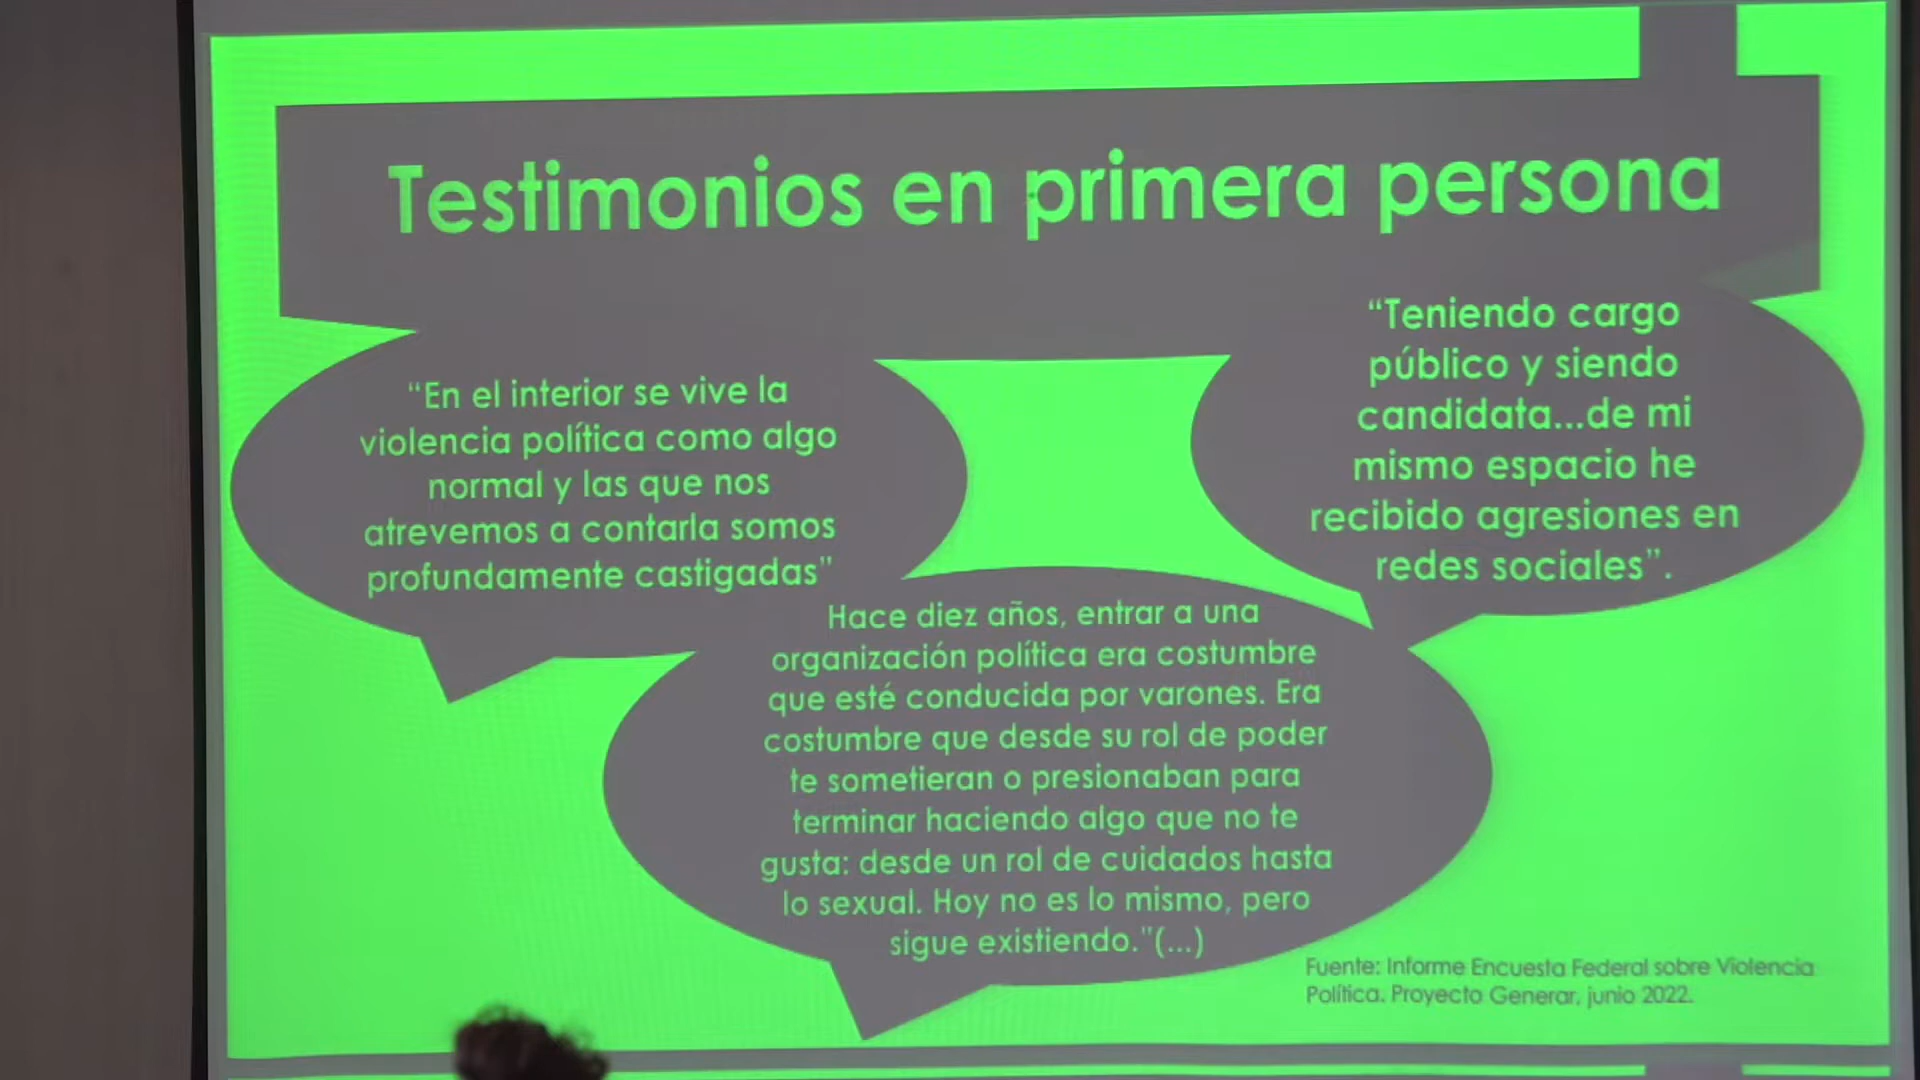 Testimonios en primera persona
“En el interior se vive la
violencia política como algo
normal y las que nos
atrevemos a contarla somos
profundamente castigadas”
“Teniendo cargo
público y siendo
candidata...de mi
mismo espacio he
recibido agresiones en
redes sociales”.
Hace diez años, entrar a una
organización política era costumbre
que esté conducida por varones. Era
costumbre que desde su rol de poder
te sometieran o presionaban para
terminar haciendo algo que no te
gusta: desde un rol de cuidados hasta
lo sexual. Hoy no es lo mismo, pero
sigue existiendo."(...)
Fuente: Informe Encuesta Federal sobre Violencia
Política. Proyecto Generar, junio 2022.